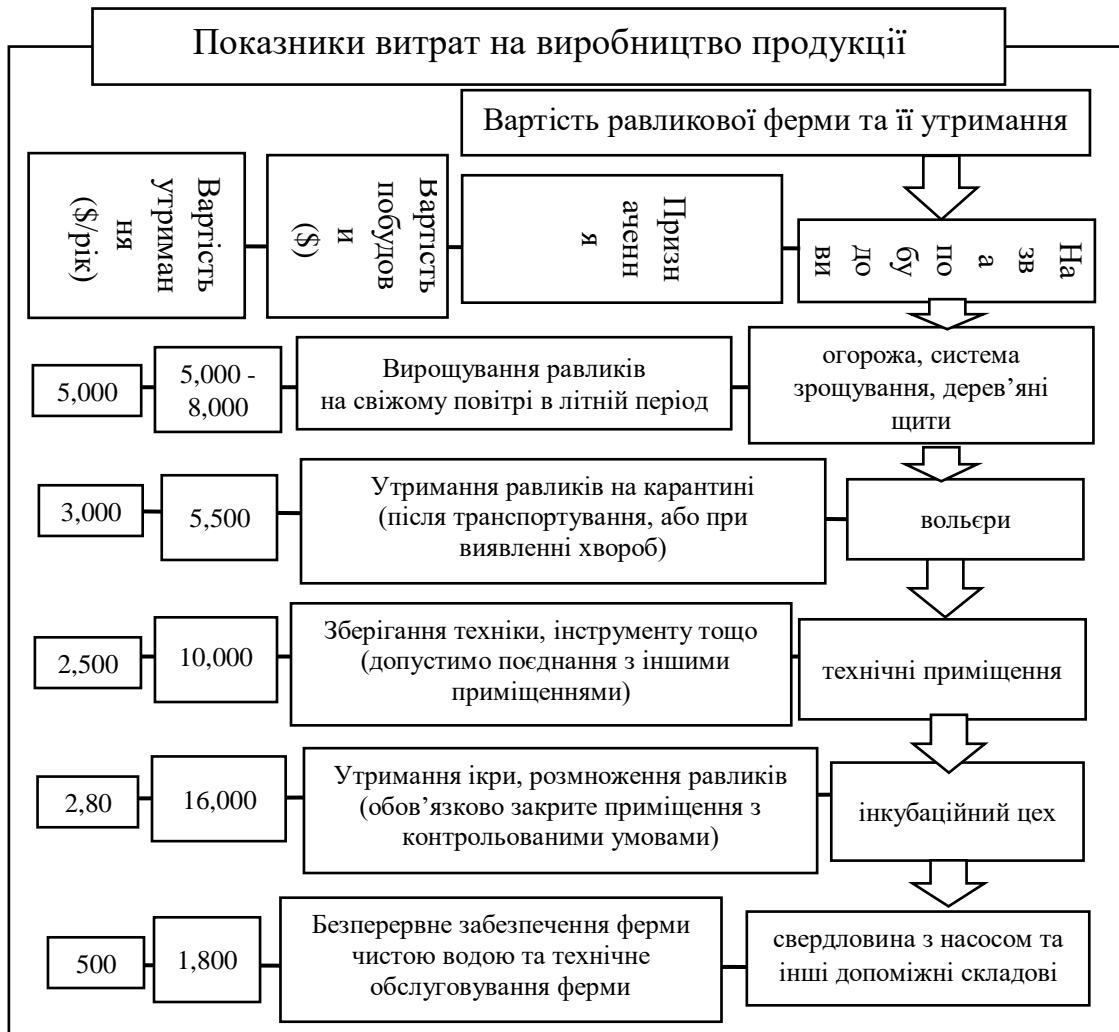 Показники витрат на виробництво продукції
Вартість равликової ферми та її утримання
Вартість
утриман
ня
($/рік)
Вартість
побудов
и
($)
Призн
аченн
я
На
зв
а
по
бу
до
ви
5,000
5,000 -
8,000
Вирощування равликів
на свіжому повітрі в літній період
огорожа, система
зрощування, дерев’яні
щити
3,000
5,500
Утримання равликів на карантині
(після транспортування, або при
виявленні хвороб)
вольєри
2,500
10,000
Зберігання техніки, інструменту тощо
(допустимо поєднання з іншими
приміщеннями)
технічні приміщення
2,80
16,000
Утримання ікри, розмноження равликів
(обов’язково закрите приміщення з
контрольованими умовами)
інкубаційний цех
500
1,800
Безперервне забезпечення ферми
чистою водою та технічне
обслуговування ферми
свердловина з насосом та
інші допоміжні складові